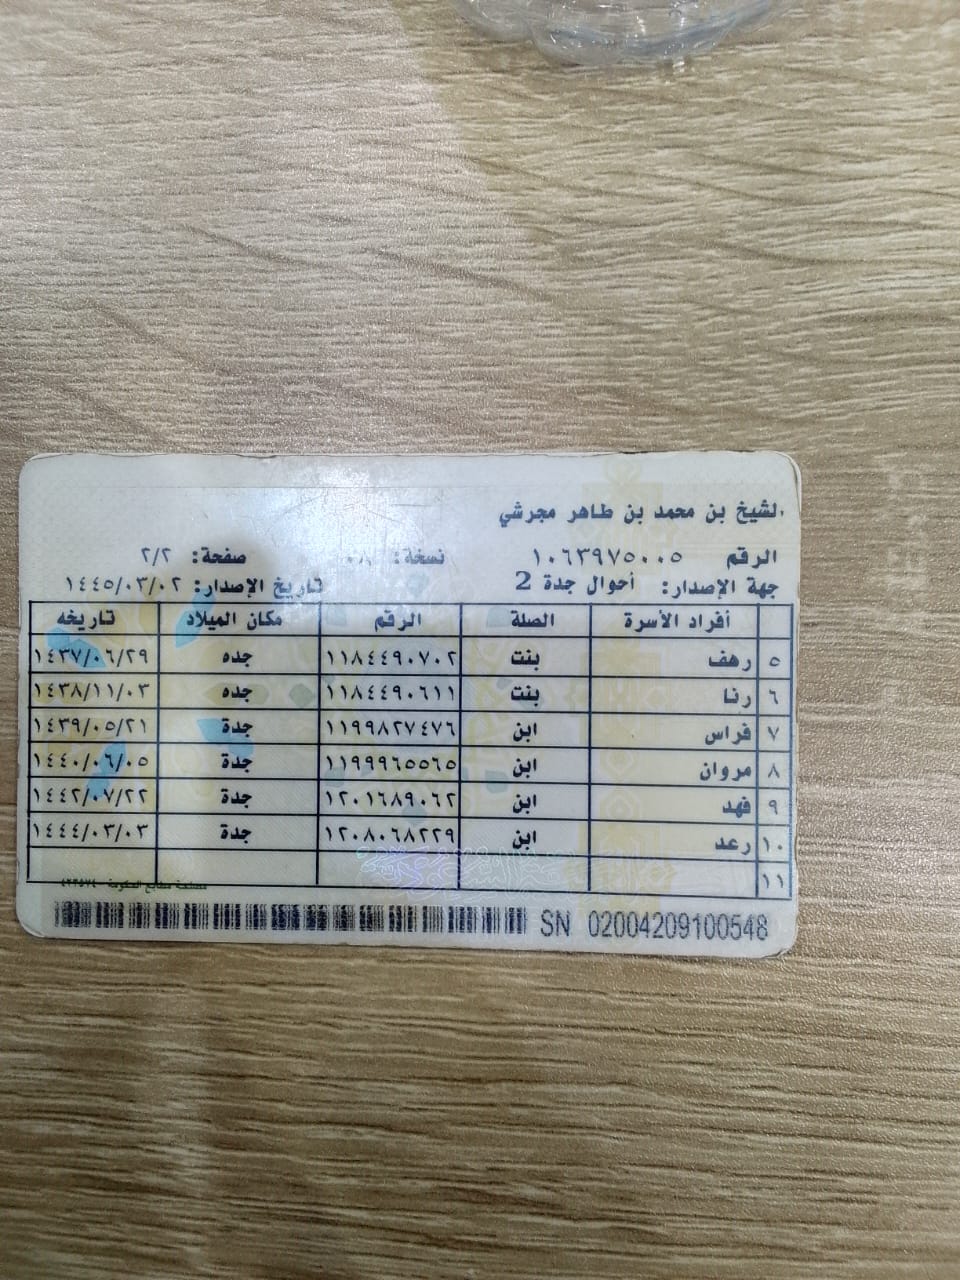 لشيخ بن محمد بن طاهر مجرشي
الرقم ١٠٦٣٩٧٥٠٠٥ نسخة: ٠٨ صفحة: ٢/٢
جهة الإصدار: أحوال جدة 2 تاريخ الإصدار: ١٤٤٥/٠٣/٠٢
أفراد الأسرة الصلة الرقم مكان الميلاد تاريخه
٥ رهف بنت ١١٨٤٤٩٠٧٠٢ جده ١٤٣٧/٠٦/٢٩
٦ رنا بنت ١١٨٤٤٩٠٦١١ جده ١٤٣٨/١١/٠٣
٧ فراس ابن ١١٩٩٨٢٧٤٧٦ جدة ١٤٣٩/٠٥/٢١
٨ مروان ابن ١١٩٩٩٦٥٥٦٥ جدة ١٤٤٠/٠٦/٠٥
٩ فهد ابن ١٢٠١٦٨٩٠٦٢ جدة ١٤٤٢/٠٧/٢٢
١٠ رعد ابن ١٢٠٨٠٦٨٢٢٩ جدة ١٤٤٤/٠٣/٠٣
١١
SN 02004209100548